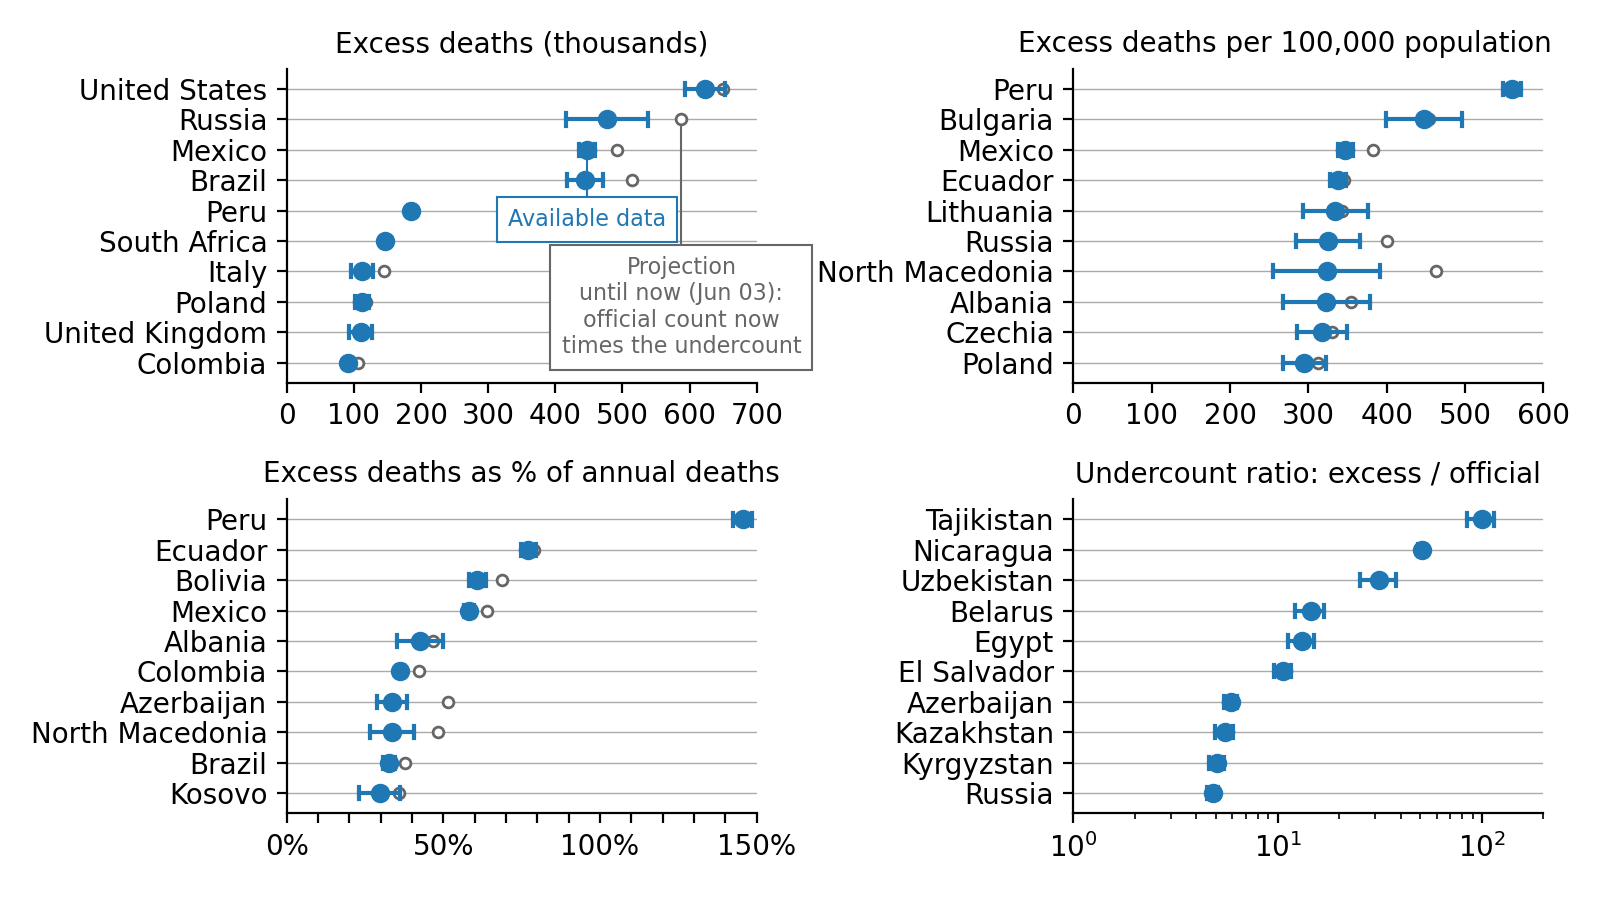 Excess deaths (thousands)
United States
Russia
Mexico
Brazil
Peru
South Africa
Italy
Poland
United Kingdom
Colombia
Available data
Projection
until now (Jun 03):
official count now
times the undercount
0 100 200 300 400 500 600 700
Excess deaths per 100,000 population
Peru
Bulgaria
Mexico
Ecuador
Lithuania
Russia
North Macedonia
Albania
Czechia
Poland
0 100 200 300 400 500 600
Excess deaths as % of annual deaths
Peru
Ecuador
Bolivia
Mexico
Albania
Colombia
Azerbaijan
North Macedonia
Brazil
Kosovo
0% 50% 100% 150%
Undercount ratio: excess / official
Tajikistan
Nicaragua
Uzbekistan
Belarus
Egypt
El Salvador
Azerbaijan
Kazakhstan
Kyrgyzstan
Russia
10⁰ 10¹ 10²